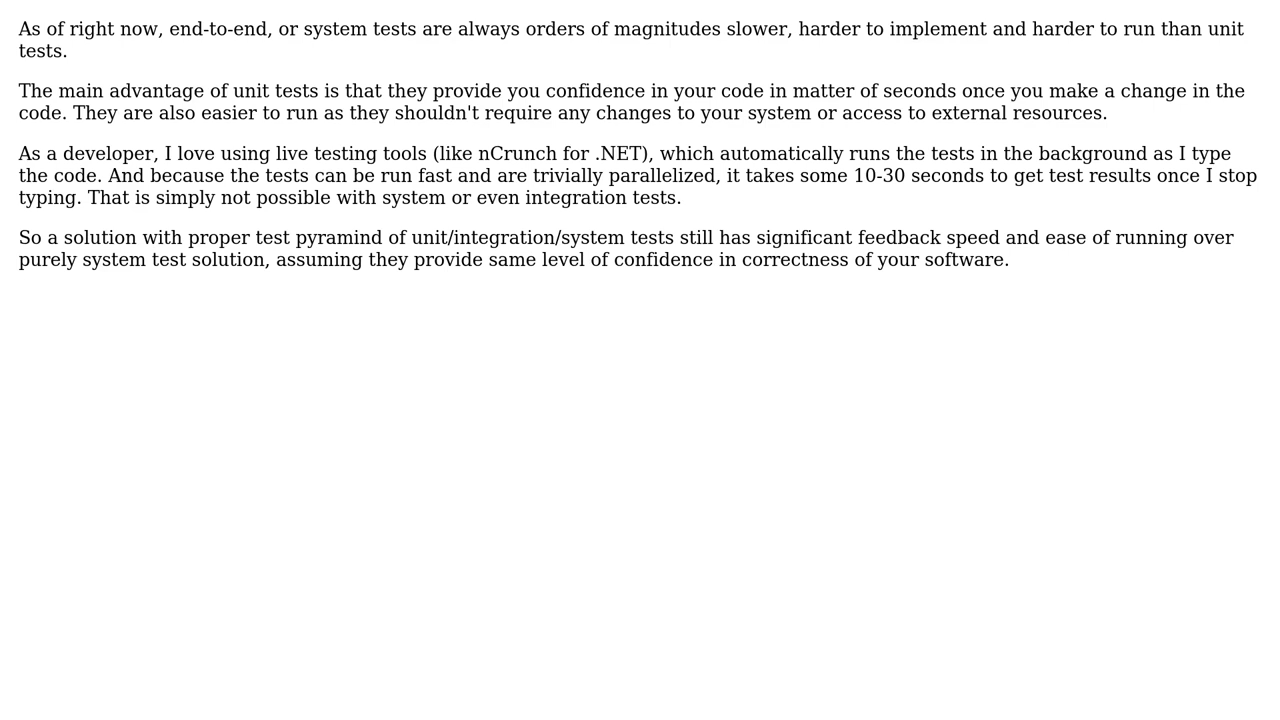 As of right now, end-to-end, or system tests are always orders of magnitudes slower, harder to implement and harder to run than unit
tests.
The main advantage of unit tests is that they provide you confidence in your code in matter of seconds once you make a change in the
code. They are also easier to run as they shouldn't require any changes to your system or access to external resources.
As a developer, I love using live testing tools (like nCrunch for .NET), which automatically runs the tests in the background as I type
the code. And because the tests can be run fast and are trivially parallelized, it takes some 10-30 seconds to get test results once I stop
typing. That is simply not possible with system or even integration tests.
So a solution with proper test pyramind of unit/integration/system tests still has significant feedback speed and ease of running over
purely system test solution, assuming they provide same level of confidence in correctness of your software.